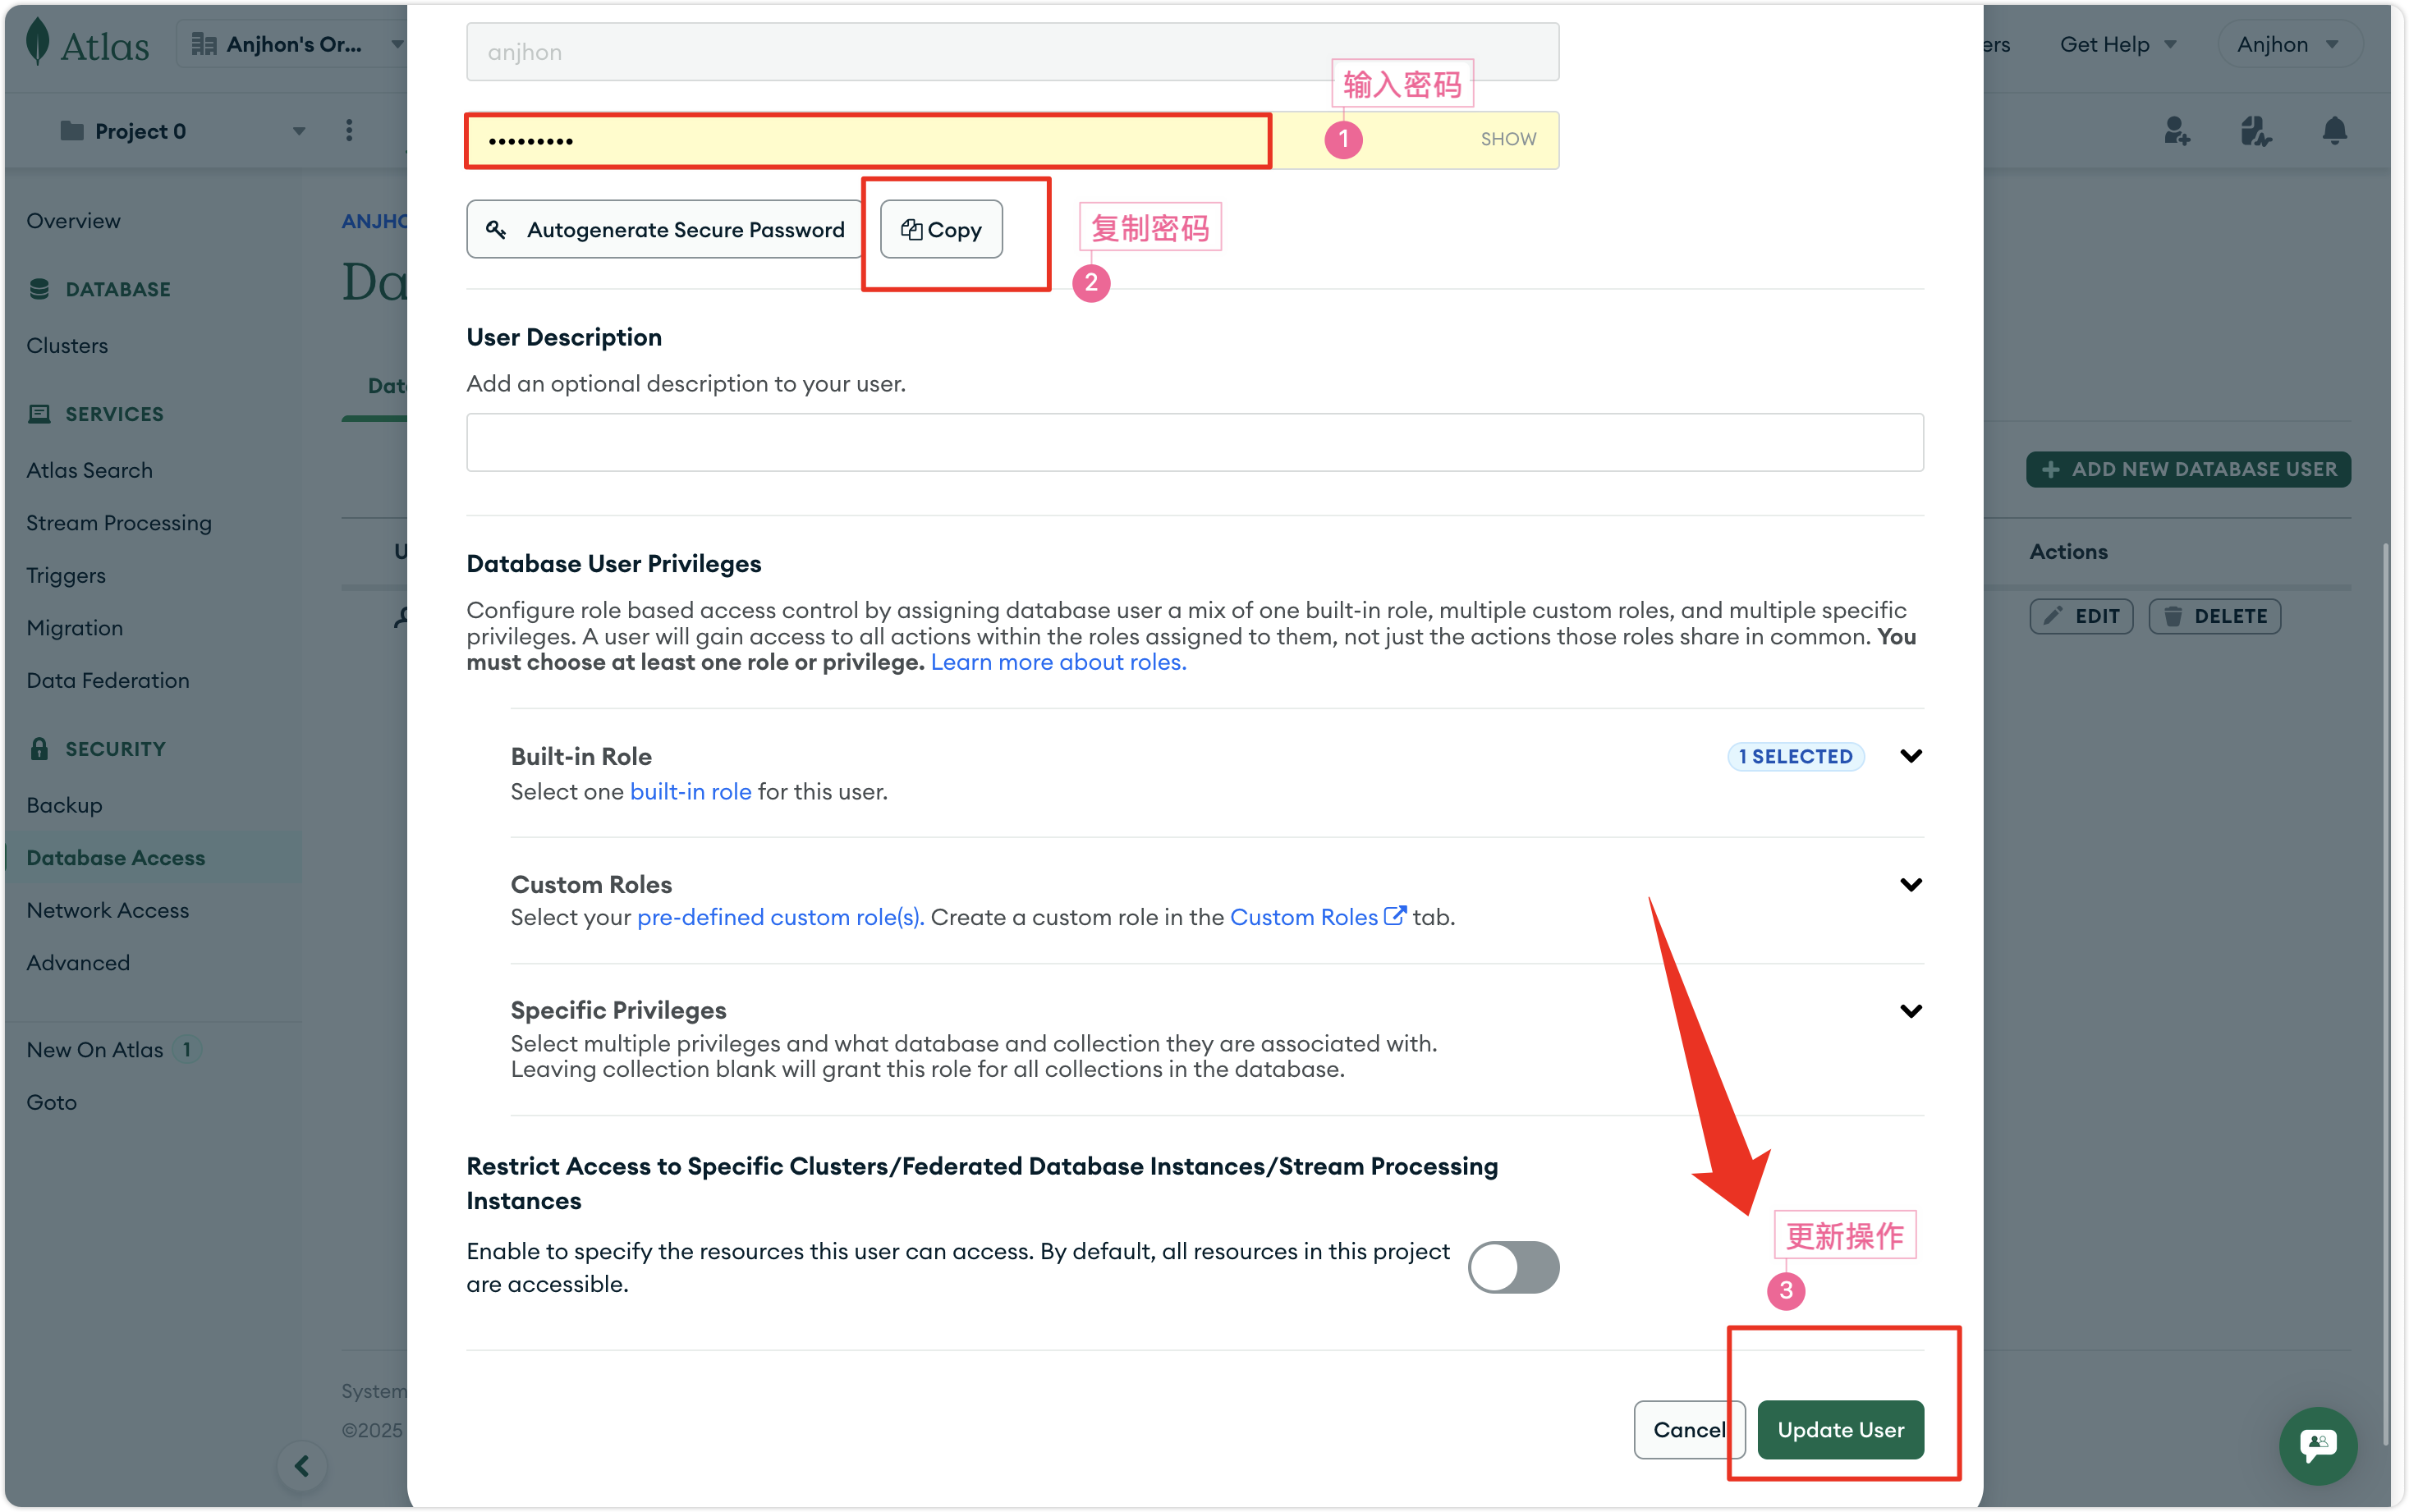 Atlas
Anjhon's Or...
ers
Get Help
Anjhon
Project 0
Overview
DATABASE
Clusters
SERVICES
Atlas Search
Stream Processing
Triggers
Migration
Data Federation
SECURITY
Backup
Database Access
Network Access
Advanced
New On Atlas 1
Goto
ANJHO
Da
Dat
U
System
©2025
anjhon
•••••••••
SHOW
输入密码
1
Autogenerate Secure Password
Copy
复制密码
2
User Description
Add an optional description to your user.
Database User Privileges
Configure role based access control by assigning database user a mix of one built-in role, multiple custom roles, and multiple specific
privileges. A user will gain access to all actions within the roles assigned to them, not just the actions those roles share in common. You
must choose at least one role or privilege. Learn more about roles.
Built-in Role
1 SELECTED
Select one built-in role for this user.
Custom Roles
Select your pre-defined custom role(s). Create a custom role in the Custom Roles tab.
Specific Privileges
Select multiple privileges and what database and collection they are associated with.
Leaving collection blank will grant this role for all collections in the database.
Restrict Access to Specific Clusters/Federated Database Instances/Stream Processing
Instances
Enable to specify the resources this user can access. By default, all resources in this project
are accessible.
更新操作
3
Cancel
Update User
ADD NEW DATABASE USER
Actions
EDIT
DELETE